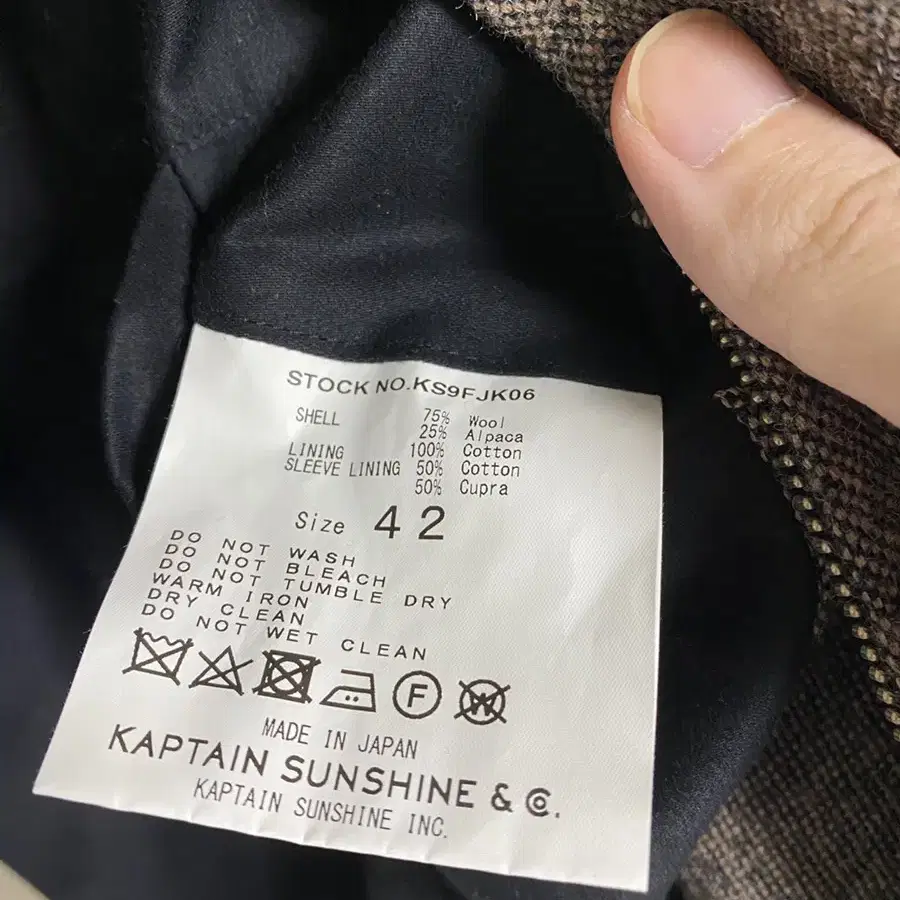 STOCK NO.KS9FJK06
SHELL 75% Wool
25% Alpaca
LINING 100% Cotton
SLEEVE LINING 50% Cotton
50% Cupra
Size 42
DO NOT WASH
DO NOT BLEACH
DO NOT TUMBLE DRY
WARM IRON
DRY CLEAN
DO NOT WET CLEAN
F W
MADE IN JAPAN
KAPTAIN SUNSHINE & Co.
KAPTAIN SUNSHINE INC.